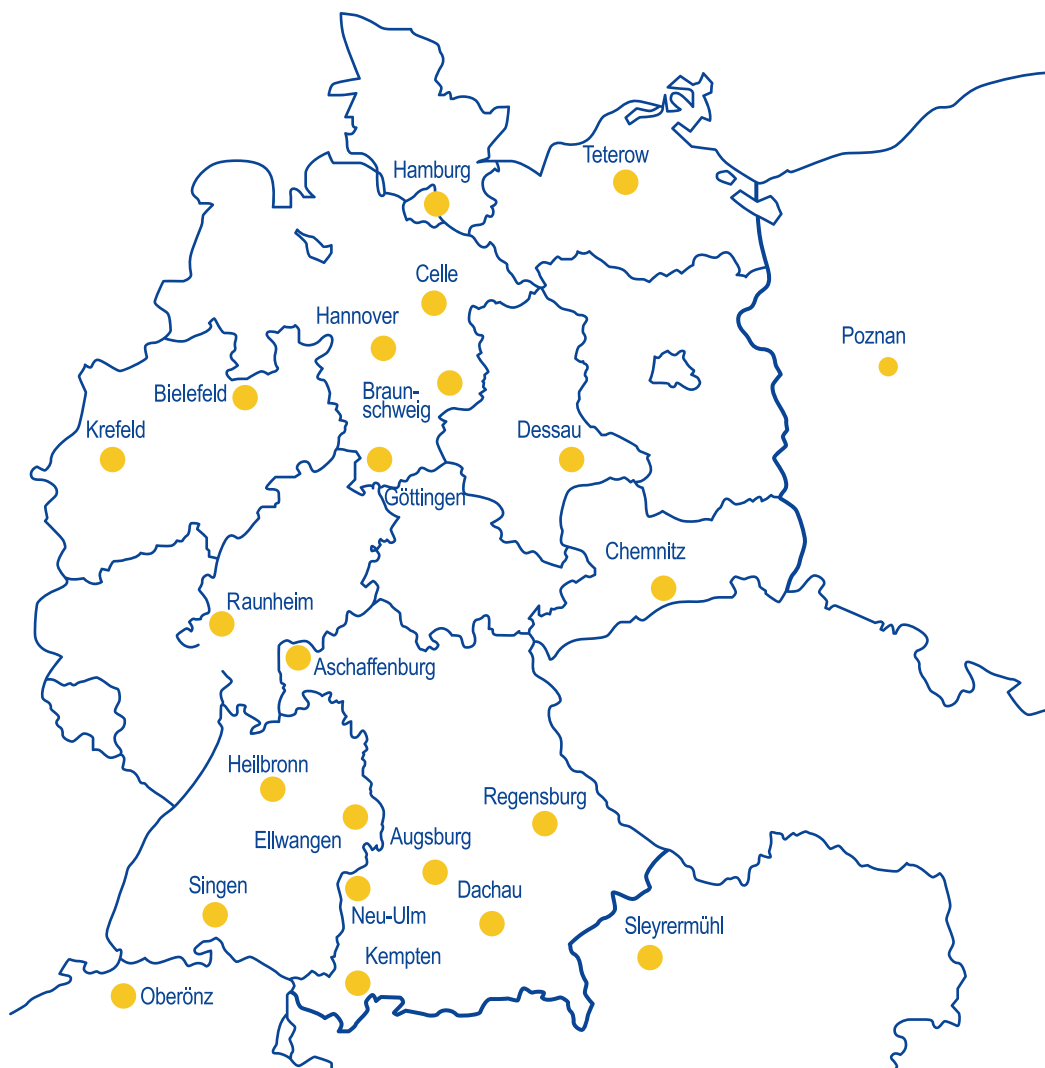 Teterow
Hamburg
Celle
Hannover
Poznan
Bielefeld
Braun-
schweig
Krefeld
Dessau
Göttingen
Chemnitz
Raunheim
Aschaffenburg
Heilbronn
Regensburg
Ellwangen
Augsburg
Singen
Dachau
Neu-Ulm
Sleyrermühl
Kempten
Oberönz